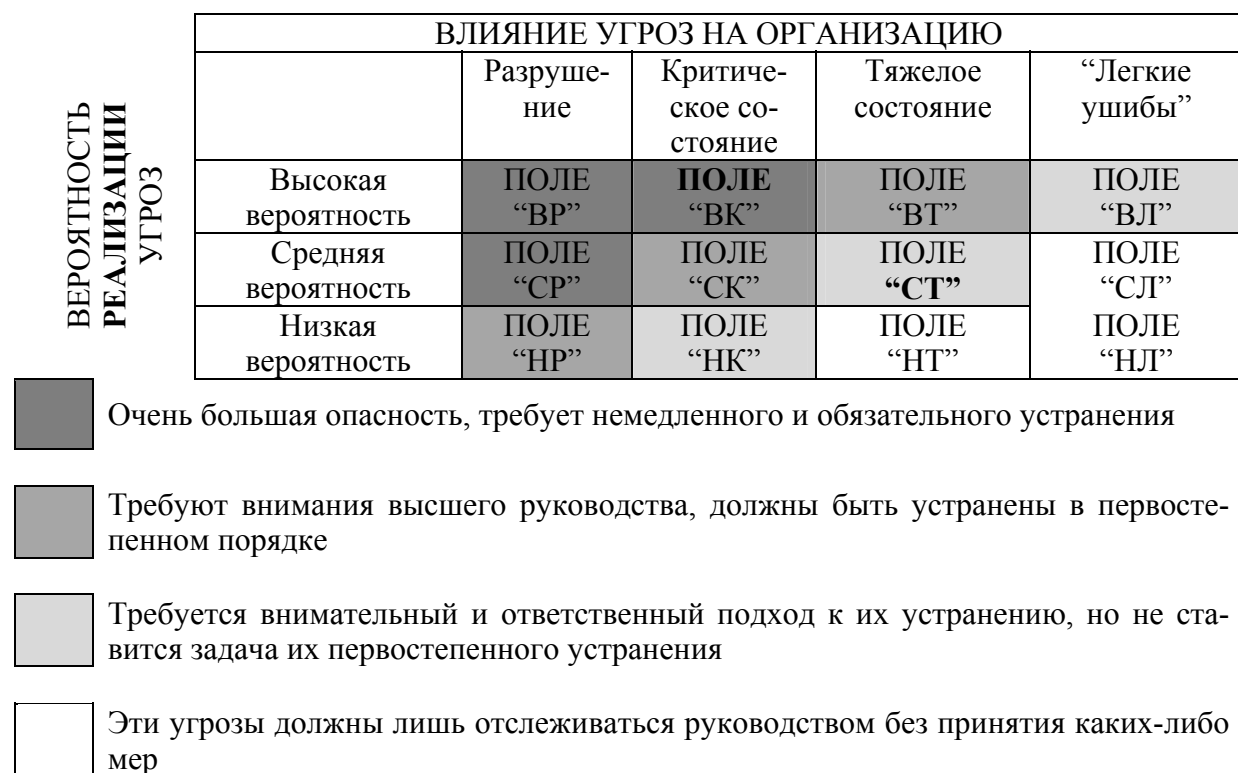 ВЛИЯНИЕ УГРОЗ НА ОРГАНИЗАЦИЮ
Разруше-
ние
Критиче-
ское со-
стояние
Тяжелое
состояние
“Легкие
ушибы”
ВЕРОЯТНОСТЬ
РЕАЛИЗАЦИИ
УГРОЗ
Высокая
вероятность
ПОЛЕ
“ВР”
ПОЛЕ
“ВК”
ПОЛЕ
“ВТ”
ПОЛЕ
“ВЛ”
Средняя
вероятность
ПОЛЕ
“СР”
ПОЛЕ
“СК”
ПОЛЕ
“СТ”
ПОЛЕ
“СЛ”
Низкая
вероятность
ПОЛЕ
“НР”
ПОЛЕ
“НК”
ПОЛЕ
“НТ”
ПОЛЕ
“НЛ”
Очень большая опасность, требует немедленного и обязательного устранения
Требуют внимания высшего руководства, должны быть устранены в первосте-
пенном порядке
Требуется внимательный и ответственный подход к их устранению, но не ста-
вится задача их первостепенного устранения
Эти угрозы должны лишь отслеживаться руководством без принятия каких-либо
мер